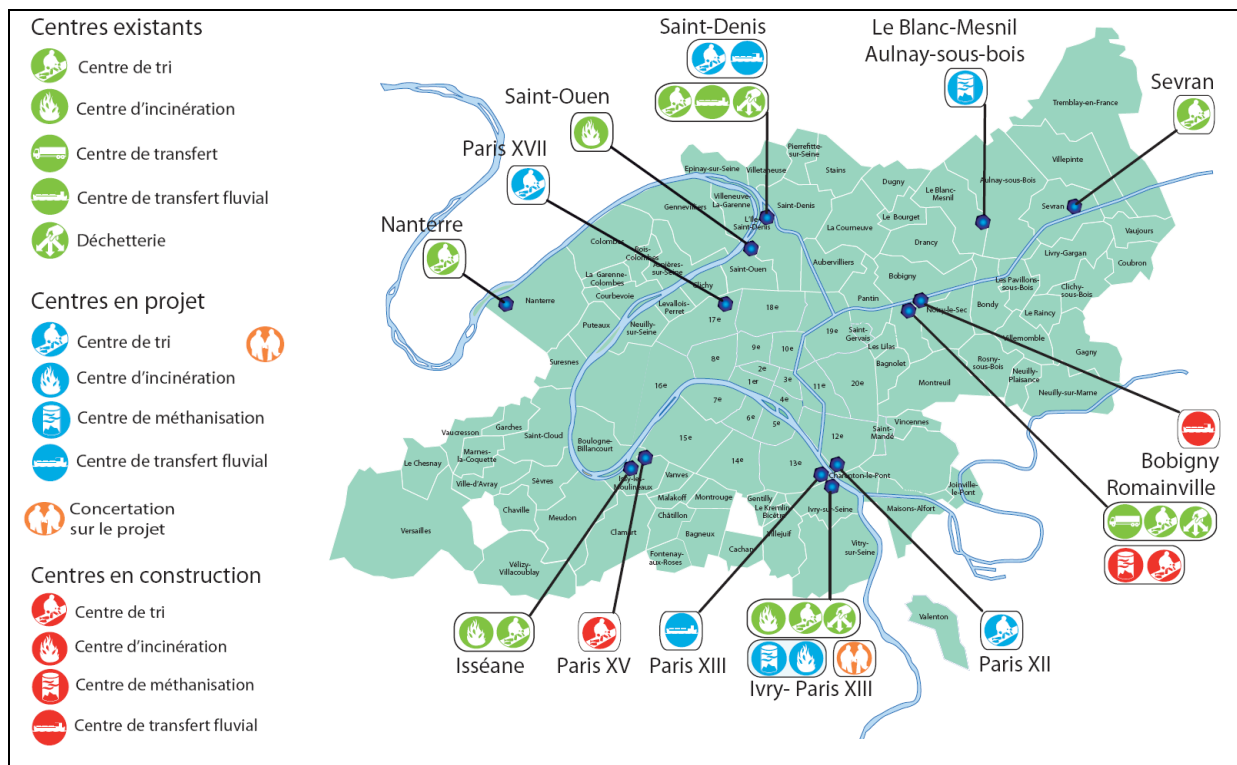 Centres existants
Centre de tri
Centre d'incinération
Centre de transfert
Centre de transfert fluvial
Déchetterie
Centres en projet
Centre de tri
Centre d'incinération
Centre de méthanisation
Centre de transfert fluvial
Concertation
sur le projet
Centres en construction
Centre de tri
Centre d'incinération
Centre de méthanisation
Centre de transfert fluvial
Saint-Denis
Le Blanc-Mesnil
Aulnay-sous-bois
Sevran
Saint-Ouen
Paris XVII
Nanterre
Tremblay-en-France
Pierrefitte-
sur-Seine
Epinay-sur-Seine
Villetaneuse
Stains
Villepinte
Dugny
Aulnay-sous-Bois
Villeneuve-
La-Garenne
Le Blanc-
Mesnil
Gennevilliers
Saint-Denis
Sevran
L'Ile-
Saint-Denis
Le Bourget
La Courneuve
Vaujours
Colombes
Bois-
Colombes
Drancy
Livry-Gargan
Asnières-
sur-Seine
Saint-Ouen
Aubervilliers
Coubron
La Garenne-
Colombes
Clichy
Bobigny
Les Pavillons-
sous-Bois
Clichy-
sous-Bois
Nanterre
Courbevoie
Levallois-
Perret
18e
Pantin
Noisy-le-Sec
Bondy
Le Raincy
Puteaux
Neuilly-
sur-Seine
17e
19e
Saint-
Gervais
Villemomble
9e
10e
Les Lilas
Gagny
Suresnes
8e
2e
Bagnolet
Rosny-
sous-Bois
Neuilly-
Plaisance
16e
1er
3e
11e
20e
Montreuil
Neuilly-sur-Marne
7e
4e
6e
5e
Vincennes
Garches
Vaucresson
Saint-Cloud
Boulogne-
Billancourt
15e
12e
Saint-
Mandé
Marnes-
la-Coquette
Le Chesnay
14e
13e
Charenton-le-Pont
Ville-d'Avray
Sèvres
Issy-les-
Moulineaux
Vanves
Joinville-
le-Pont
Malakoff
Montrouge
Gentilly
Le Kremlin-
Bicêtre
Ivry-sur-Seine
Maisons-Alfort
Chaville
Meudon
Châtillon
Versailles
Clamart
Bagneux
Villejuif
Cachan
Vitry-
sur-Seine
Fontenay-
aux-Roses
Vélizy-
Villacoublay
Valenton
Bobigny
Romainville
Isséane
Paris XV
Paris XIII
Ivry- Paris XIII
Paris XII